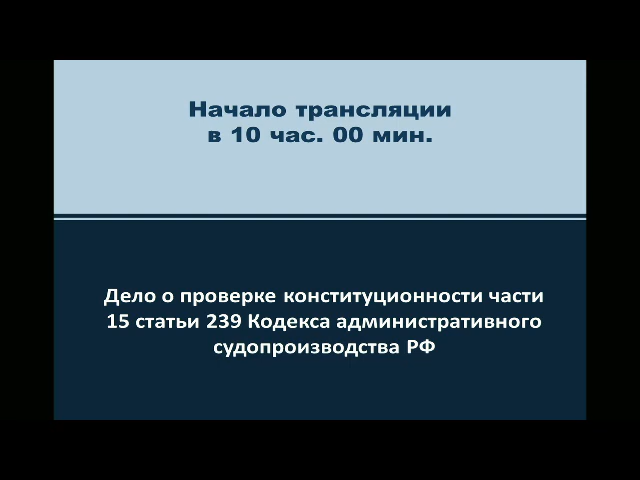 Начало трансляции
в 10 час. 00 мин.
Дело о проверке конституционности части
15 статьи 239 Кодекса административного
судопроизводства РФ